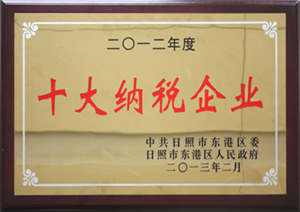 二〇一二年度
十大纳税企业
中共日照市东港区委
日照市东港区人民政府
二〇一三年二月